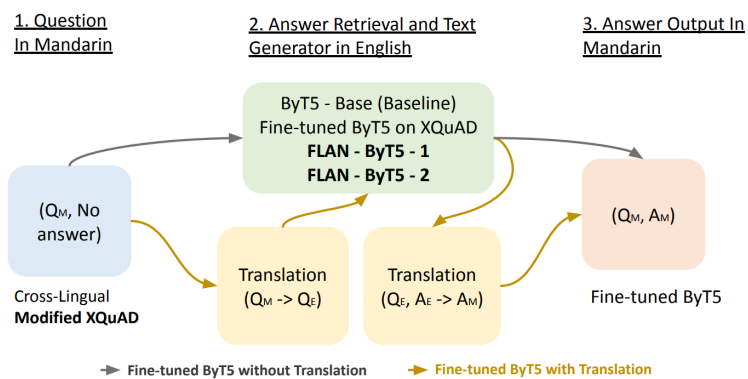 1. Question
In Mandarin
2. Answer Retrieval and Text
Generator in English
3. Answer Output In
Mandarin
ByT5 - Base (Baseline)
Fine-tuned ByT5 on XQuAD
FLAN - ByT5 - 1
FLAN - ByT5 - 2
(QM, No
answer)
Cross-Lingual
Modified XQuAD
Translation
(QM -> QE)
Translation
(QE, AE -> AM)
(QM, AM)
Fine-tuned ByT5
Fine-tuned ByT5 without Translation
Fine-tuned ByT5 with Translation